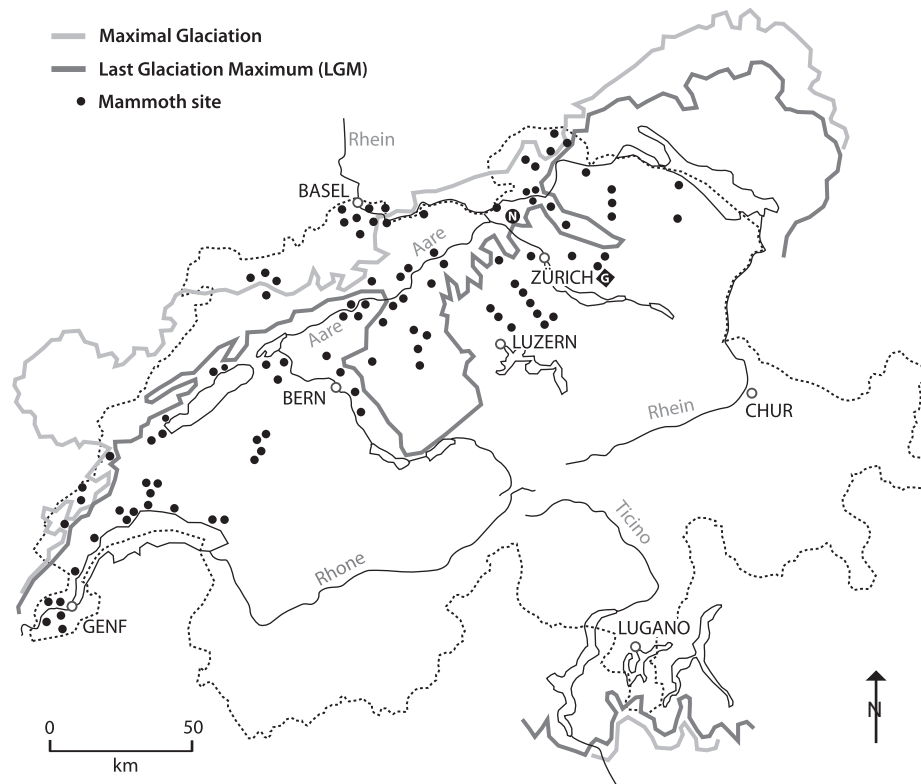 Maximal Glaciation
Last Glaciation Maximum (LGM)
Mammoth site
Rhein
BASEL
Aare
N
ZÜRICH
G
Aare
LUZERN
BERN
Rhein
CHUR
Ticino
Rhone
GENF
LUGANO
N
0 50
km